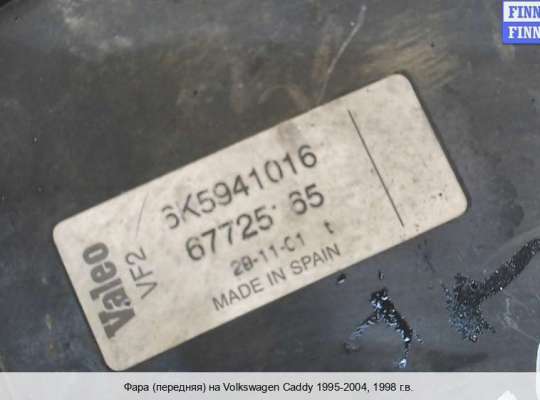 FINN
FINN
6K5941016
67725 65
Valeo
VF2
28-11-C1 t
MADE IN SPAIN
Фара (передняя) на Volkswagen Caddy 1995-2004, 1998 г.в.